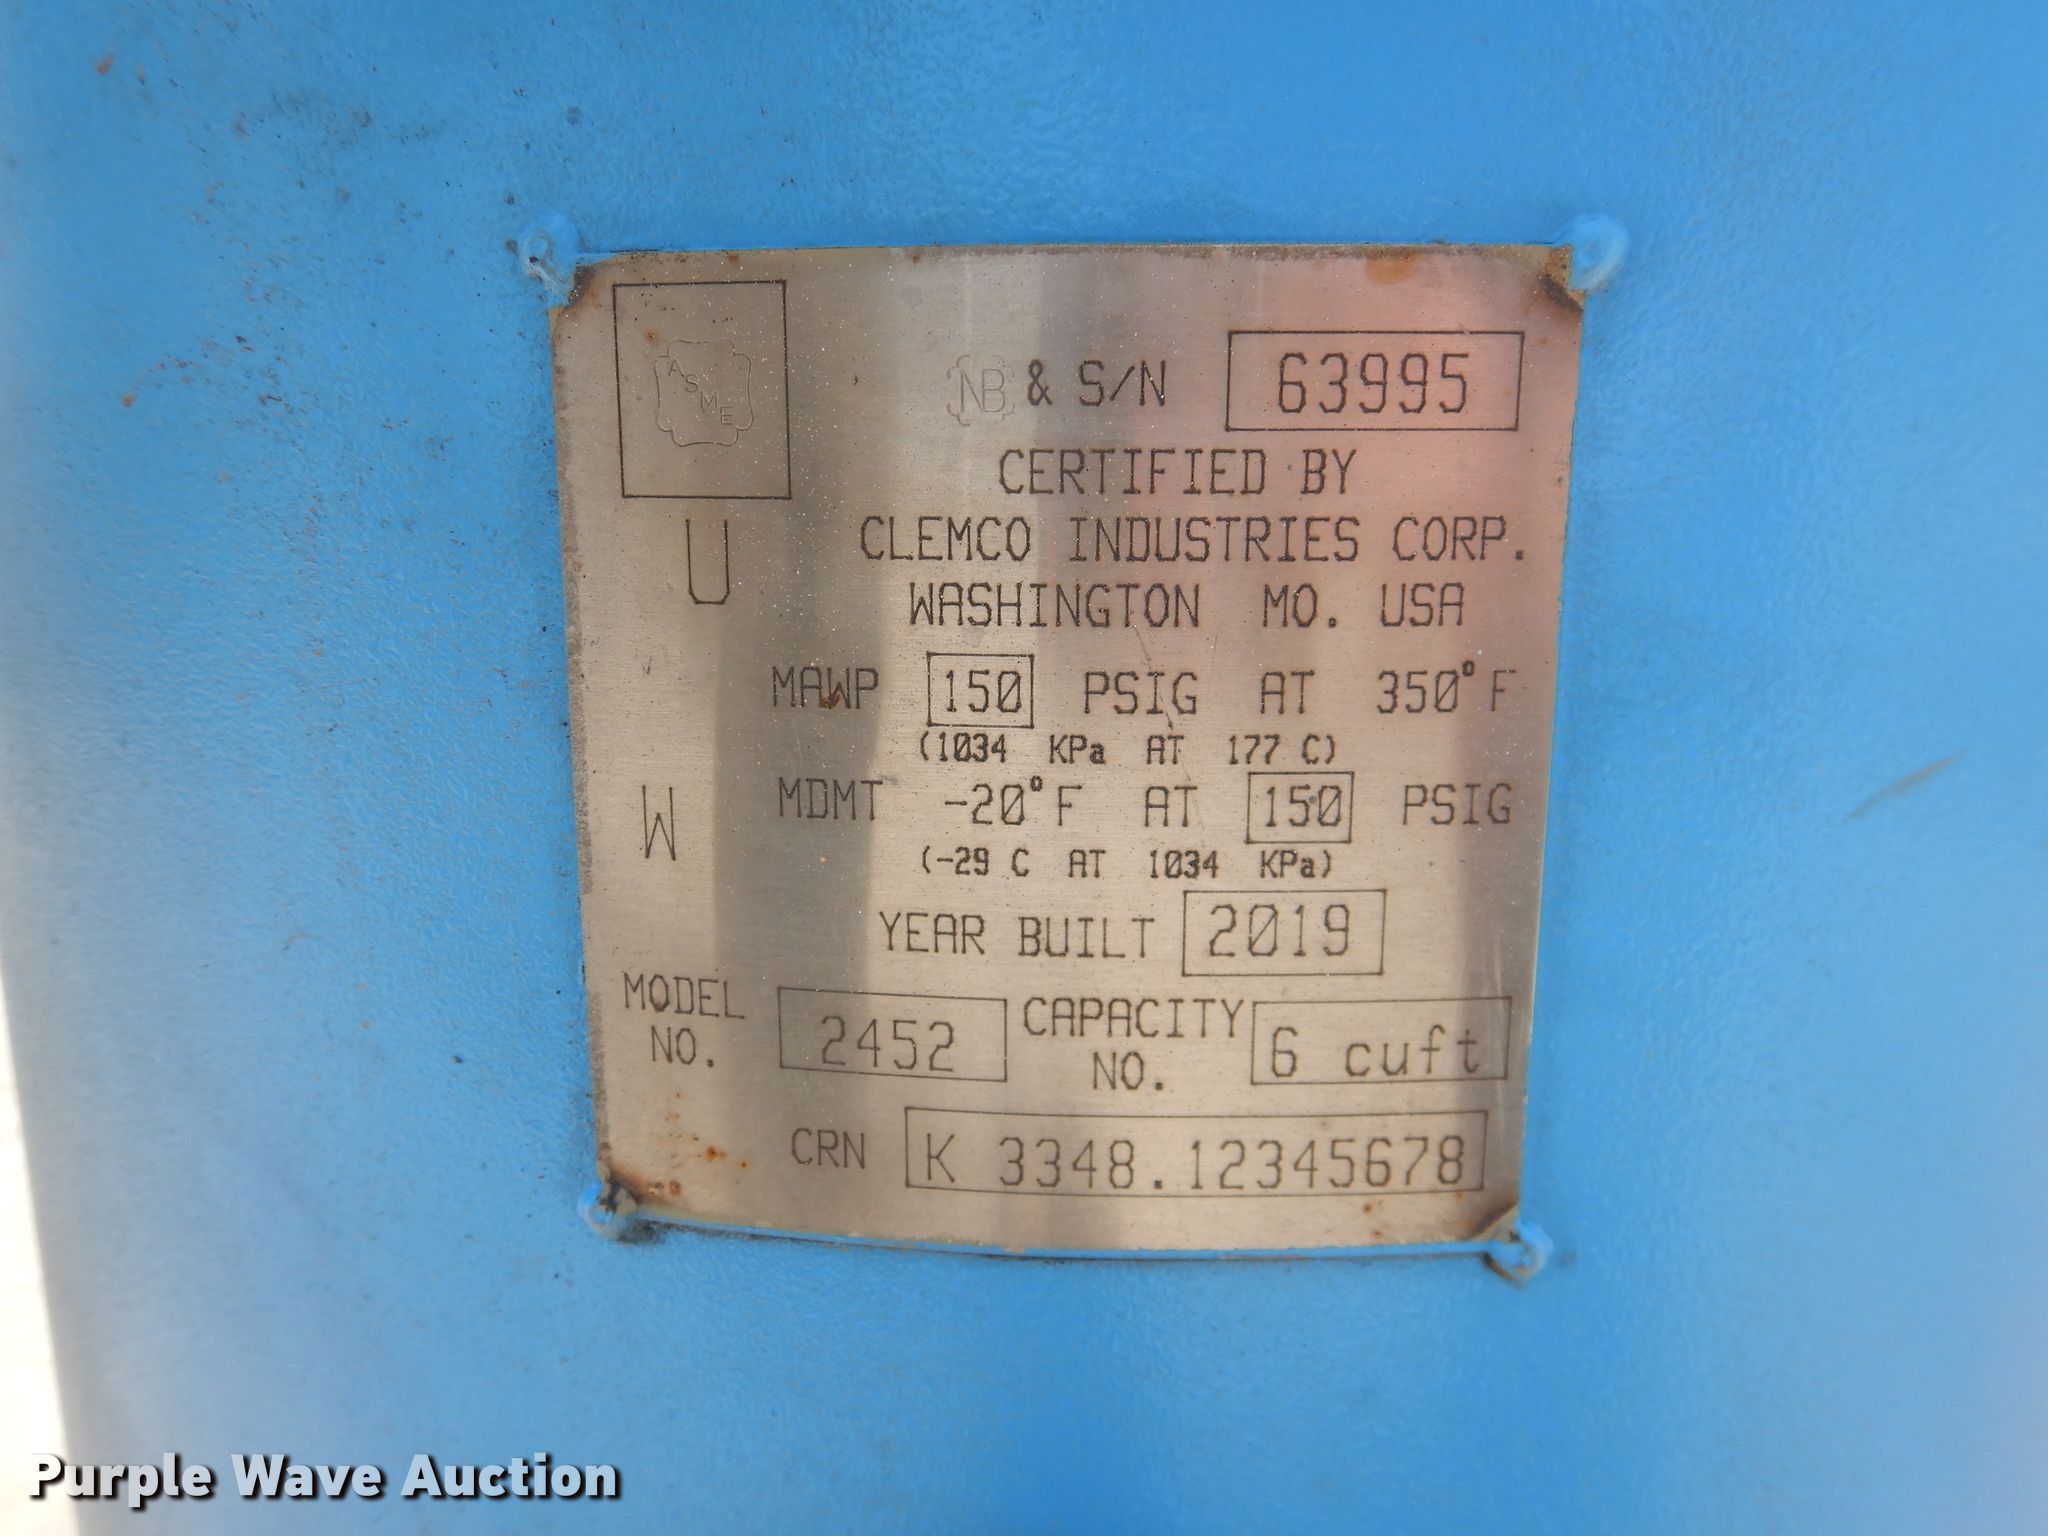 ASME
NB & S/N 63995
CERTIFIED BY
U CLEMCO INDUSTRIES CORP.
WASHINGTON MO. USA
MAWP 150 PSIG AT 350°F
(1034 KPa AT 177 C)
W MDMT -20°F AT 150 PSIG
(-29 C AT 1034 KPa)
YEAR BUILT 2019
MODEL NO. 2452 CAPACITY NO. 6 cuft
CRN K 3348.12345678
Purple Wave Auction